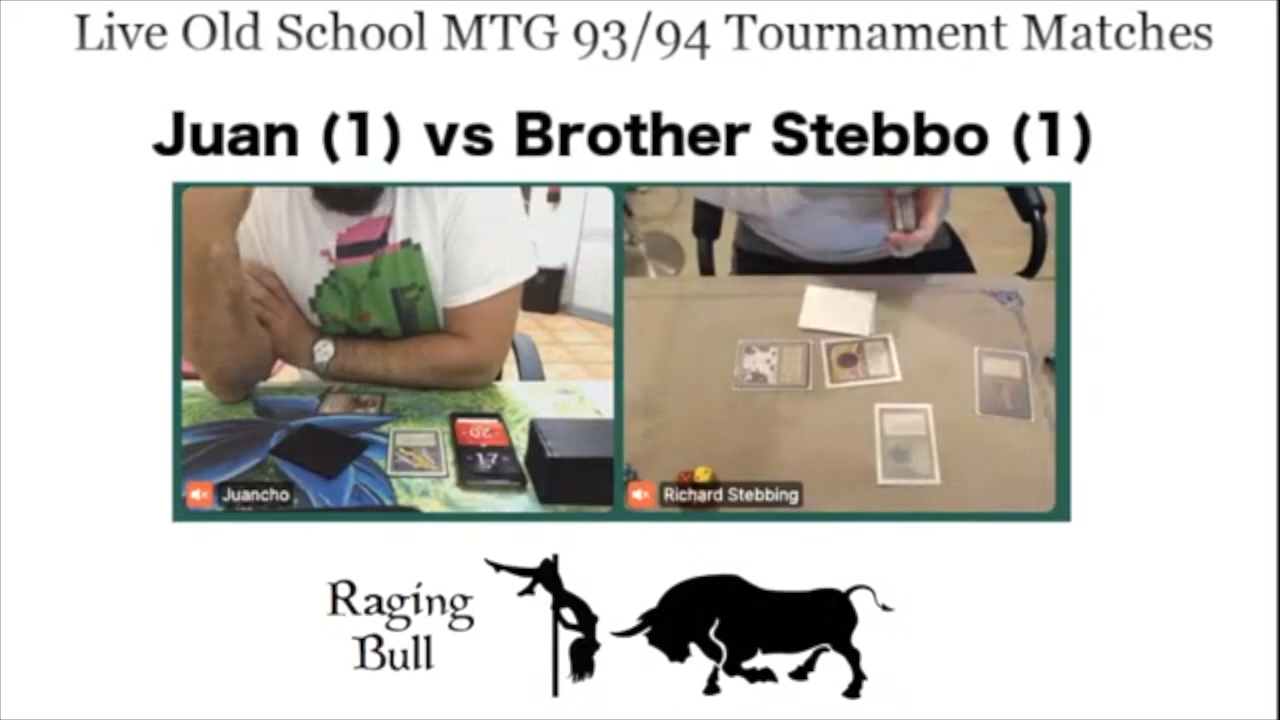 Live Old School MTG 93/94 Tournament Matches
Juan (1) vs Brother Stebbo (1)
20
17
Juancho
Richard Stebbing
Raging
Bull